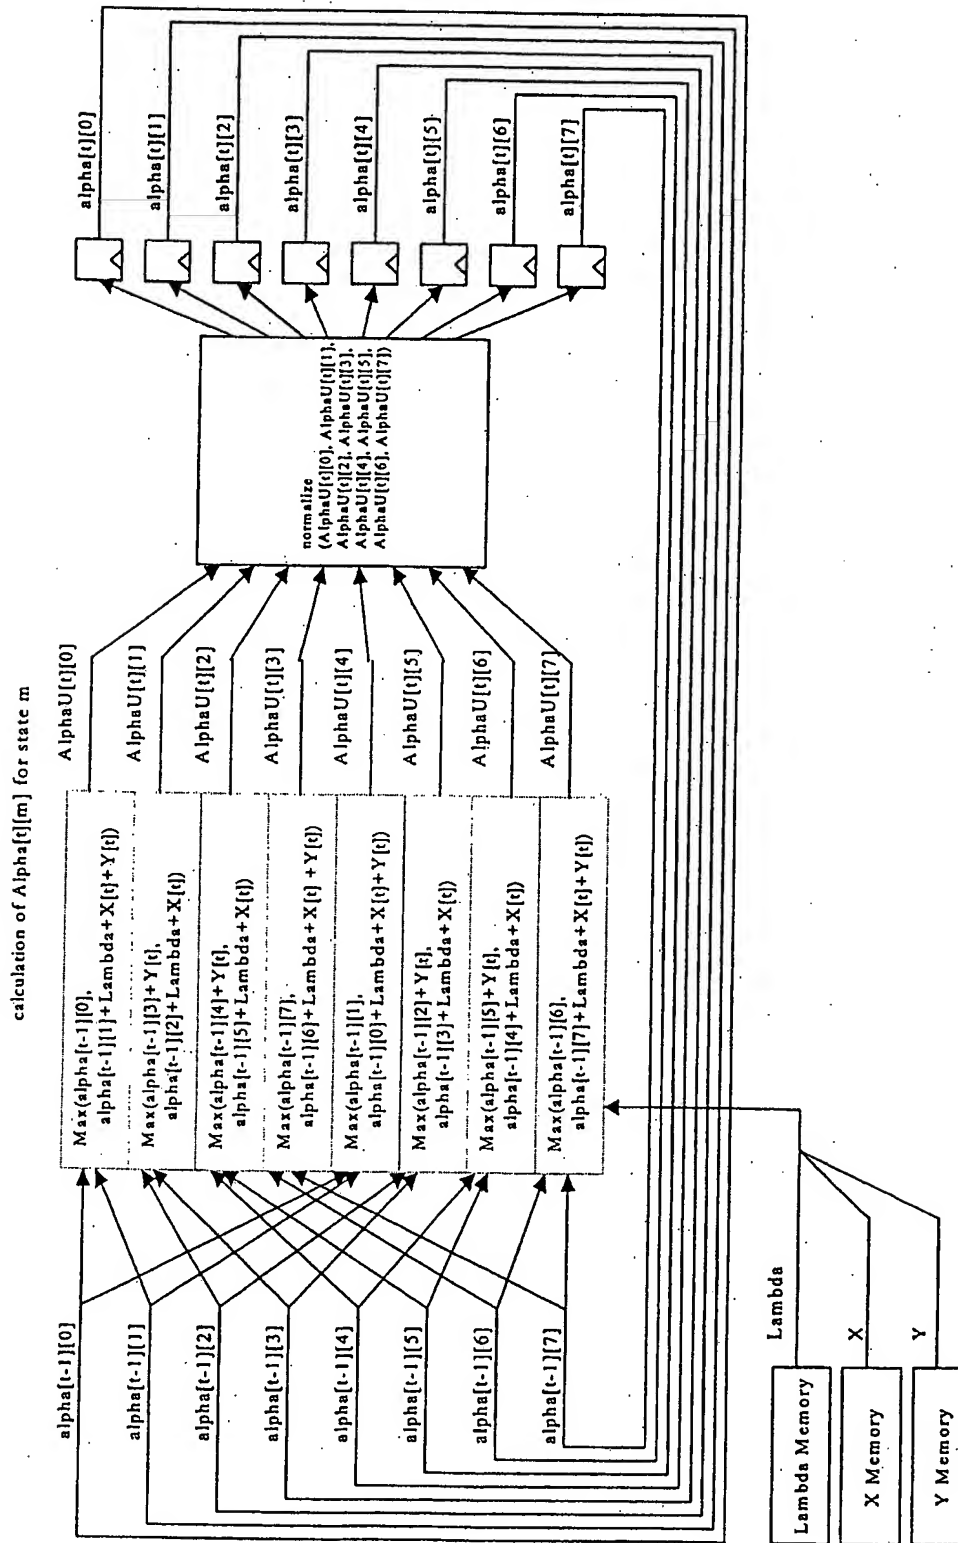 calculation of Alpha[t][m] for state m
alpha[t-1][0]
alpha[t-1][1]
alpha[t-1][2]
alpha[t-1][3]
alpha[t-1][4]
alpha[t-1][5]
alpha[t-1][6]
alpha[t-1][7]
Max(alpha[t-1][0],
alpha[t-1][1]+Lambda+X[t]+Y[t])
Max(alpha[t-1][3]+Y[t],
alpha[t-1][2]+Lambda+X[t])
Max(alpha[t-1][4]+Y[t],
alpha[t-1][5]+Lambda+X[t])
Max(alpha[t-1][7],
alpha[t-1][6]+Lambda+X[t] +Y[t])
Max(alpha[t-1][1],
alpha[t-1][0]+Lambda+X[t]+Y[t])
Max(alpha[t-1][2]+Y[t],
alpha[t-1][3]+Lambda+X[t])
Max(alpha[t-1][5]+Y[t],
alpha[t-1][4]+Lambda+X[t])
Max(alpha[t-1][6],
alpha[t-1][7]+Lambda+X[t]+Y[t])
AlphaU[t][0]
AlphaU[t][1]
AlphaU[t][2]
AlphaU[t][3]
AlphaU[t][4]
AlphaU[t][5]
AlphaU[t][6]
AlphaU[t][7]
normalize
(AlphaU[t][0], AlphaU[t][1],
AlphaU[t][2], AlphaU[t][3],
AlphaU[t][4], AlphaU[t][5],
AlphaU[t][6], AlphaU[t][7])
alpha[t][0]
alpha[t][1]
alpha[t][2]
alpha[t][3]
alpha[t][4]
alpha[t][5]
alpha[t][6]
alpha[t][7]
Lambda Memory
Lambda
X Memory
X
Y Memory
Y